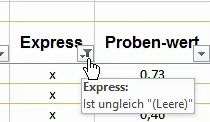 Express Proben-wert
x 0,73
Express:
Ist ungleich "(Leere)"
x
x 0,46